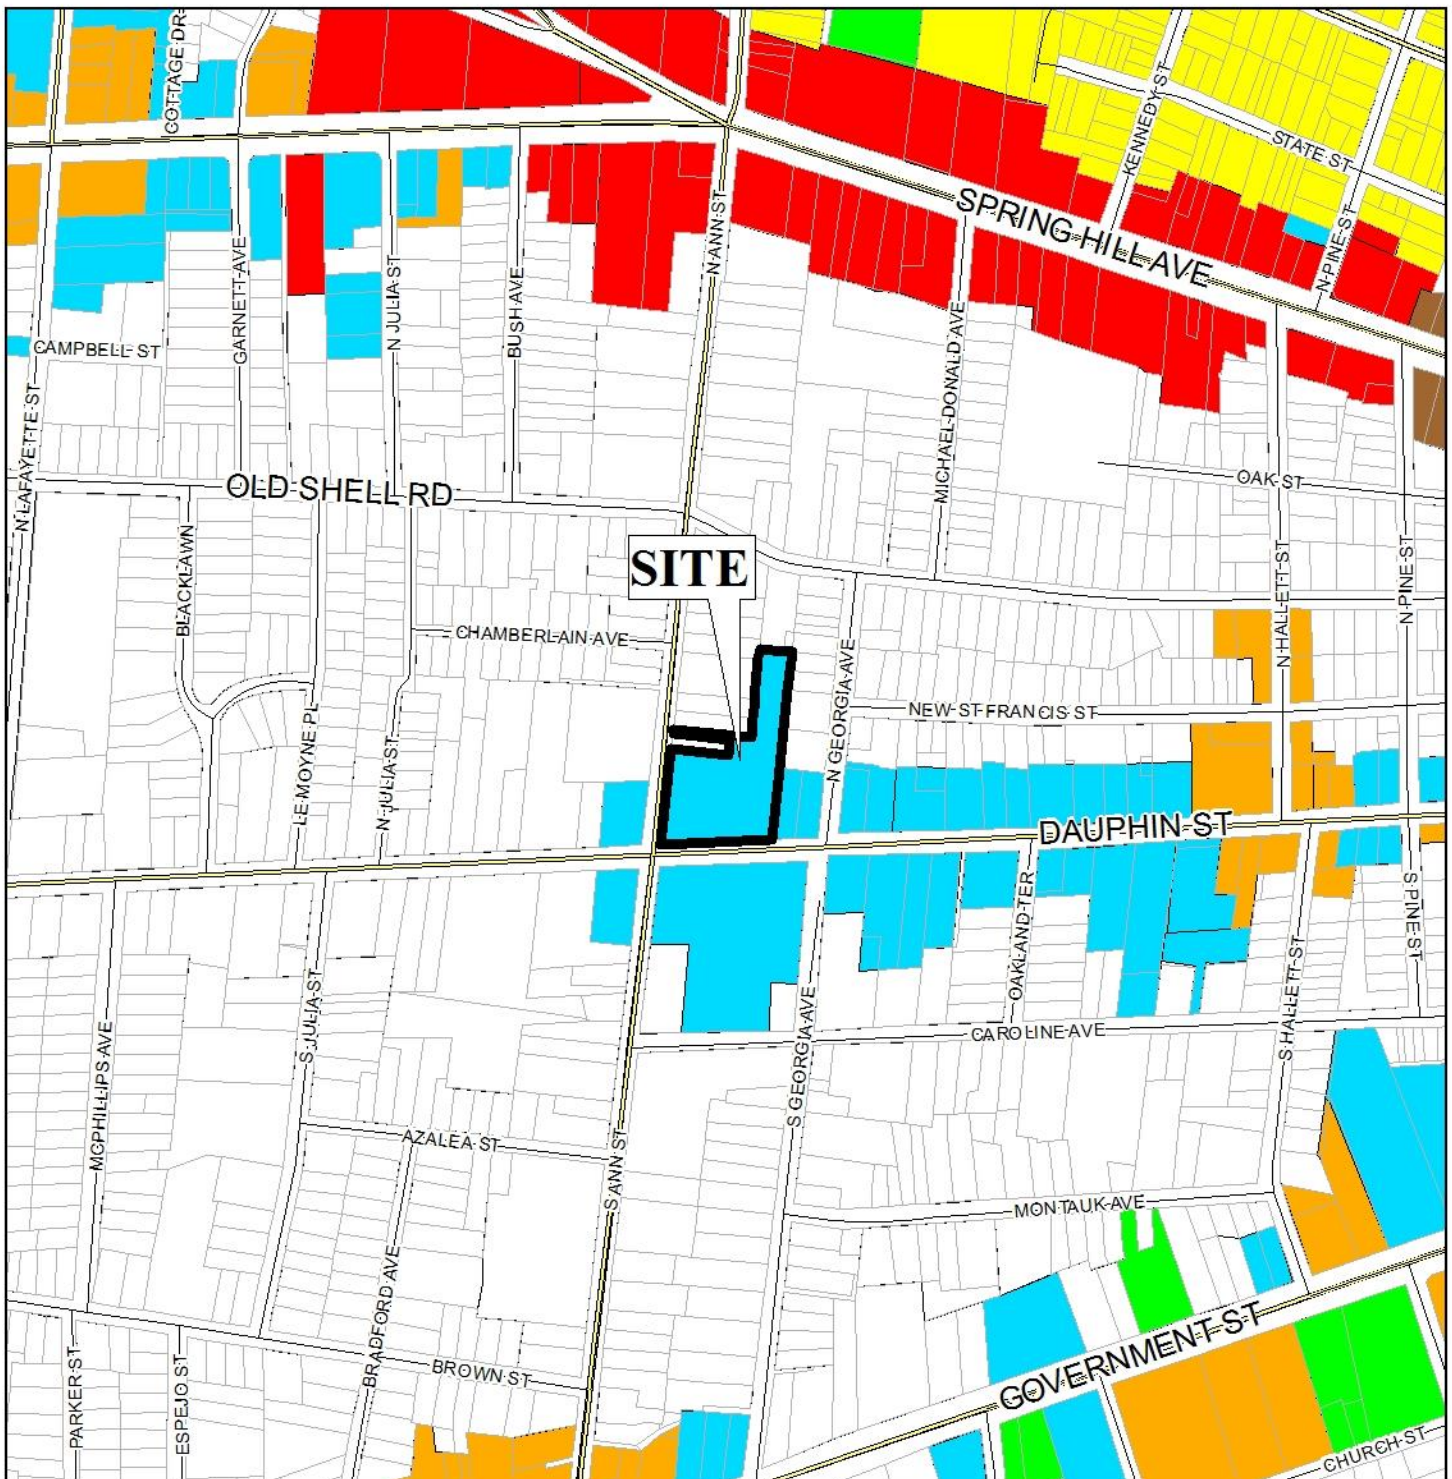 COTTAGE DR
KENNEDY ST
STATE ST
SPRING HILL AVE
N PINE ST
N ANN ST
GARNETT AVE
N JULIA ST
BUSH AVE
CAMPBELL ST
MICHAEL DONALD AVE
N LAFAYETTE ST
OLD SHELL RD
OAK ST
BLACKLAWN
SITE
N HALLETT ST
N PINE ST
CHAMBERLAIN AVE
N GEORGIA AVE
NEW ST FRANCIS ST
LE MOYNE PL
N JULIA ST
DAUPHIN ST
S PINE ST
OAKLAND TER
S JULIA ST
S HALLETT ST
MCPHILLIPS AVE
S GEORGIA AVE
CAROLINE AVE
AZALEA ST
S ANN ST
MONTAUK AVE
BRADFORD AVE
GOVERNMENT ST
BROWN ST
PARKER ST
ESPEJO ST
CHURCH ST